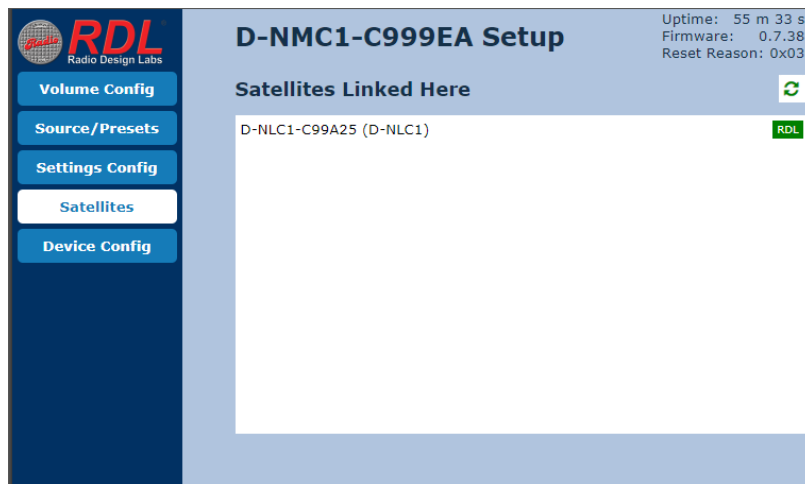 Radio
RDL
Radio Design Labs
Volume Config
Source/Presets
Settings Config
Satellites
Device Config
D-NMC1-C999EA Setup
Uptime: 55 m 33 s
Firmware: 0.7.38
Reset Reason: 0x03
Satellites Linked Here
D-NLC1-C99A25 (D-NLC1)
RDL